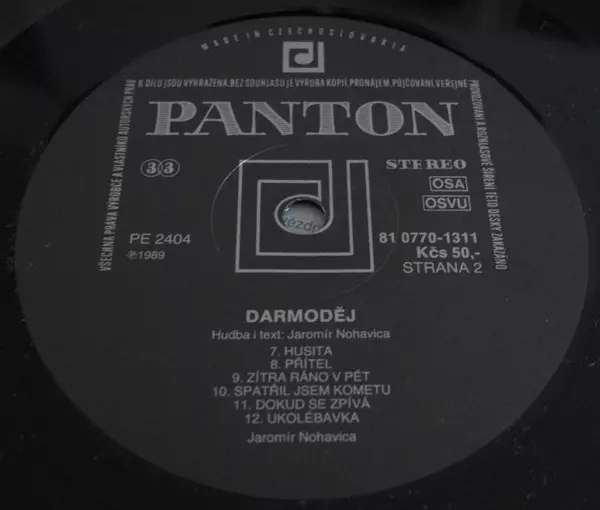 MADE IN CZECHOSLOVAKIA
VŠECHNA PRÁVA VÝROBCE A VLASTNÍKŮ AUTORSKÝCH PRÁV K DÍLU JSOU VYHRAŽENA. BEZ SOUHLASU JE VÝROBA KOPIÍ, PRONÁJEM, PŮJČOVÁNÍ, VEŘEJNÉ PROVOZOVÁNÍ A ROZHLASOVÉ ŠÍŘENÍ TÉTO DESKY ZAKÁZÁNO
PANTON
33
STEREO
OSA
OSVU
PE 2404
℗1989
81 0770-1311
Kčs 50,-
STRANA 2
DARMODĚJ
Hudba i text: Jaromír Nohavica
7. HUSITA
8. PŘÍTEL
9. ZÍTRA RÁNO V PĚT
10. SPATŘIL JSEM KOMETU
11. DOKUD SE ZPÍVÁ
12. UKOLÉBAVKA
Jaromír Nohavica